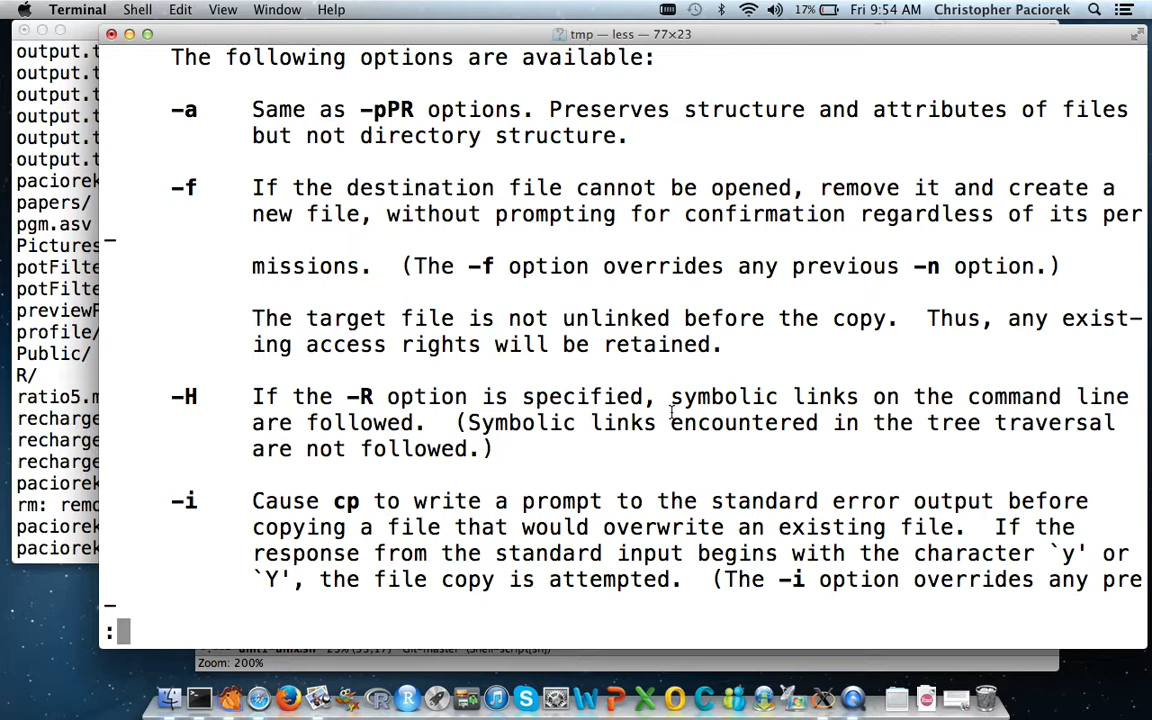 Terminal Shell Edit View Window Help 17% Fri 9:54 AM Christopher Paciorek
tmp — less — 77×23
output.t
output.t
output.t
output.t
output.t
output.t
paciorek
papers/
pgm.asv
Pictures
potFilte
potFilte
previewP
profile/
Public/
R/
ratio5.m
recharge
recharge
recharge
paciorek
rm: remo
paciorek
paciorek
The following options are available:
-a Same as -pPR options. Preserves structure and attributes of files
but not directory structure.
-f If the destination file cannot be opened, remove it and create a
new file, without prompting for confirmation regardless of its per
-
missions. (The -f option overrides any previous -n option.)
The target file is not unlinked before the copy. Thus, any exist-
ing access rights will be retained.
-H If the -R option is specified, symbolic links on the command line
are followed. (Symbolic links encountered in the tree traversal
are not followed.)
-i Cause cp to write a prompt to the standard error output before
copying a file that would overwrite an existing file. If the
response from the standard input begins with the character `y' or
`Y', the file copy is attempted. (The -i option overrides any pre
-
:
Zoom: 200%